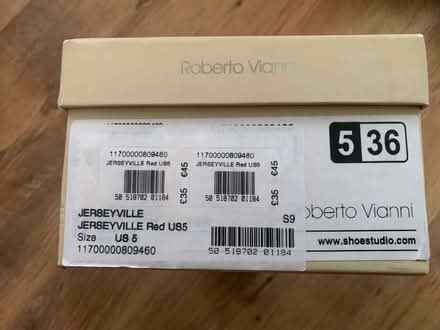 Roberto Vianni
11700000809460
11700000809460
JERSEYVILLE Red US5
JERSEYVILLE Red US5
£35 €45
£35 €45
50 518702 01184
50 518702 01184
5 36
JERSEYVILLE
S9
JERSEYVILLE Red US5
Size US 5
11700000809460
50 518702 01184
oberto Vianni
www.shoestudio.com